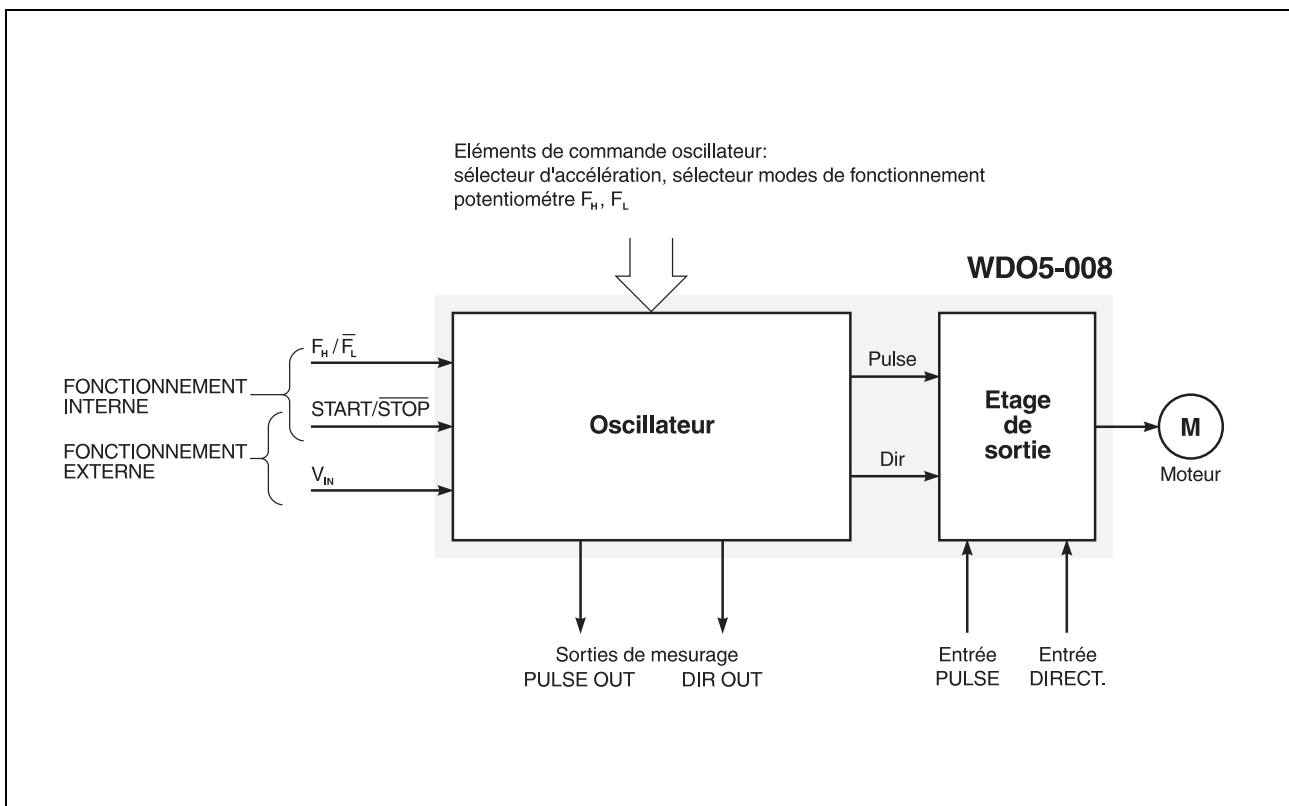 Eléments de commande oscillateur:
sélecteur d'accélération, sélecteur modes de fonctionnement
potentiométre F_H, F_L
WDO5-008
F_H / F̅_L
FONCTIONNEMENT
INTERNE
START/S̅T̅O̅P̅
FONCTIONNEMENT
EXTERNE
V_IN
Oscillateur
Pulse
Dir
Etage
de
sortie
M
Moteur
Sorties de mesurage
PULSE OUT DIR OUT
Entrée
PULSE
Entrée
DIRECT.